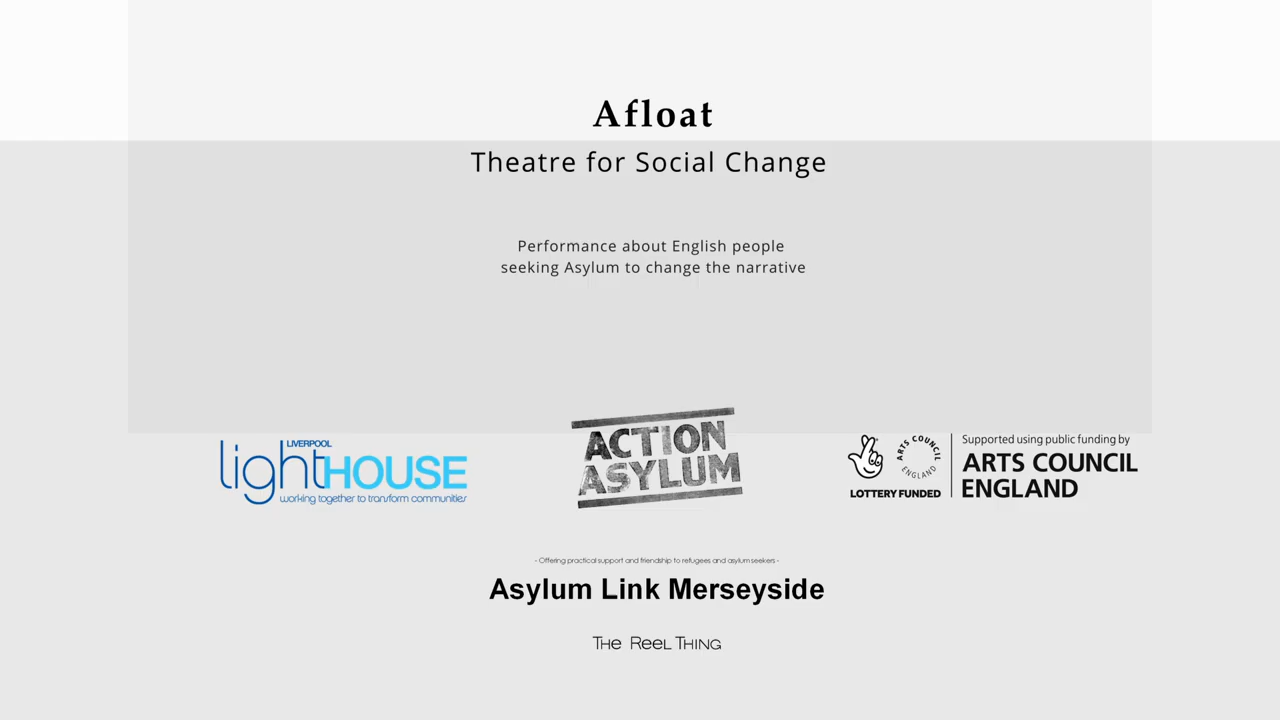 Afloat
Theatre for Social Change
Performance about English people
seeking Asylum to change the narrative
LIVERPOOL
lightHOUSE
working together to transform communities
ACTION
ASYLUM
ARTS COUNCIL
ENGLAND
LOTTERY FUNDED
Supported using public funding by
ARTS COUNCIL
ENGLAND
- Offering practical support and friendship to refugees and asylum seekers -
Asylum Link Merseyside
The Reel Thing